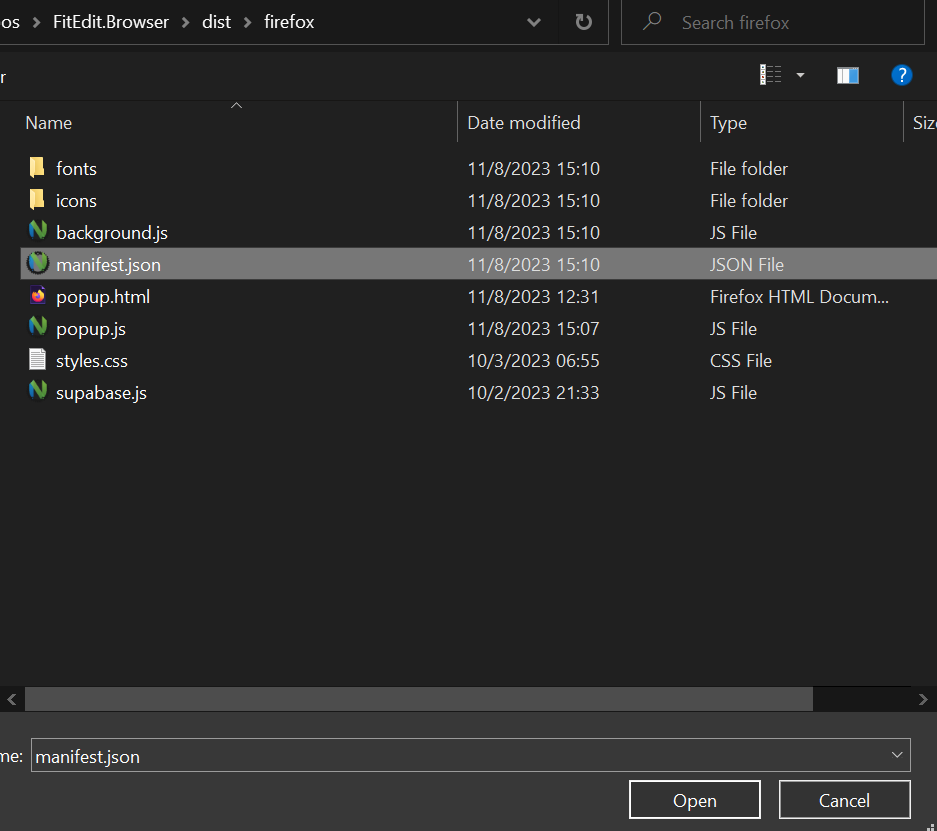 os > FitEdit.Browser > dist > firefox
Search firefox
r
?
Name Date modified Type Siz
fonts 11/8/2023 15:10 File folder
icons 11/8/2023 15:10 File folder
background.js 11/8/2023 15:10 JS File
manifest.json 11/8/2023 15:10 JSON File
popup.html 11/8/2023 12:31 Firefox HTML Docum...
popup.js 11/8/2023 15:07 JS File
styles.css 10/3/2023 06:55 CSS File
supabase.js 10/2/2023 21:33 JS File
me: manifest.json
Open Cancel